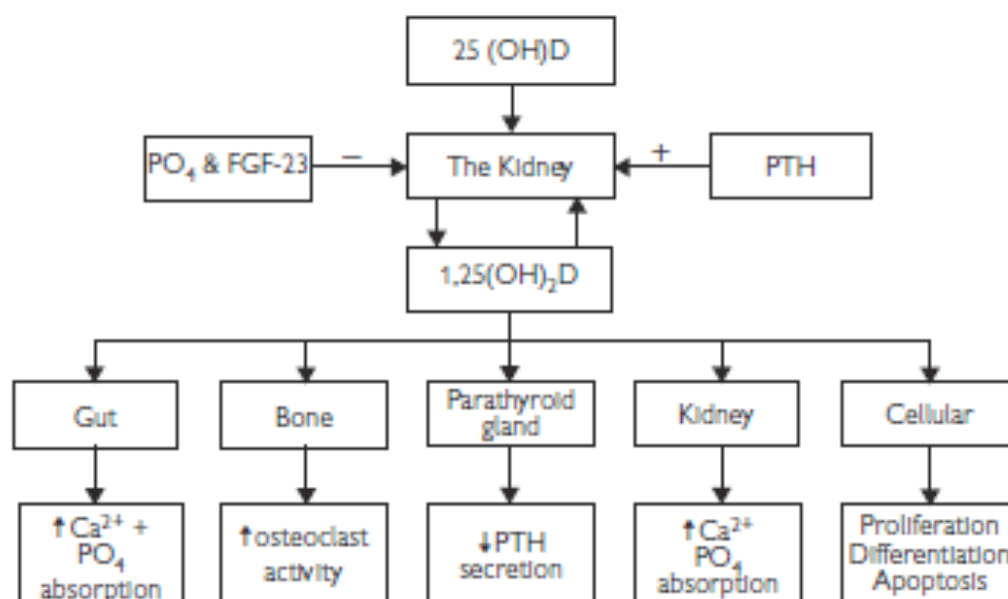 25 (OH)D
PO₄ & FGF-23
−
The Kidney
+
PTH
1,25(OH)₂D
Gut
Bone
Parathyroid
gland
Kidney
Cellular
↑Ca²⁺ +
PO₄
absorption
↑osteoclast
activity
↓PTH
secretion
↑Ca²⁺
PO₄
absorption
Proliferation
Differentiation
Apoptosis